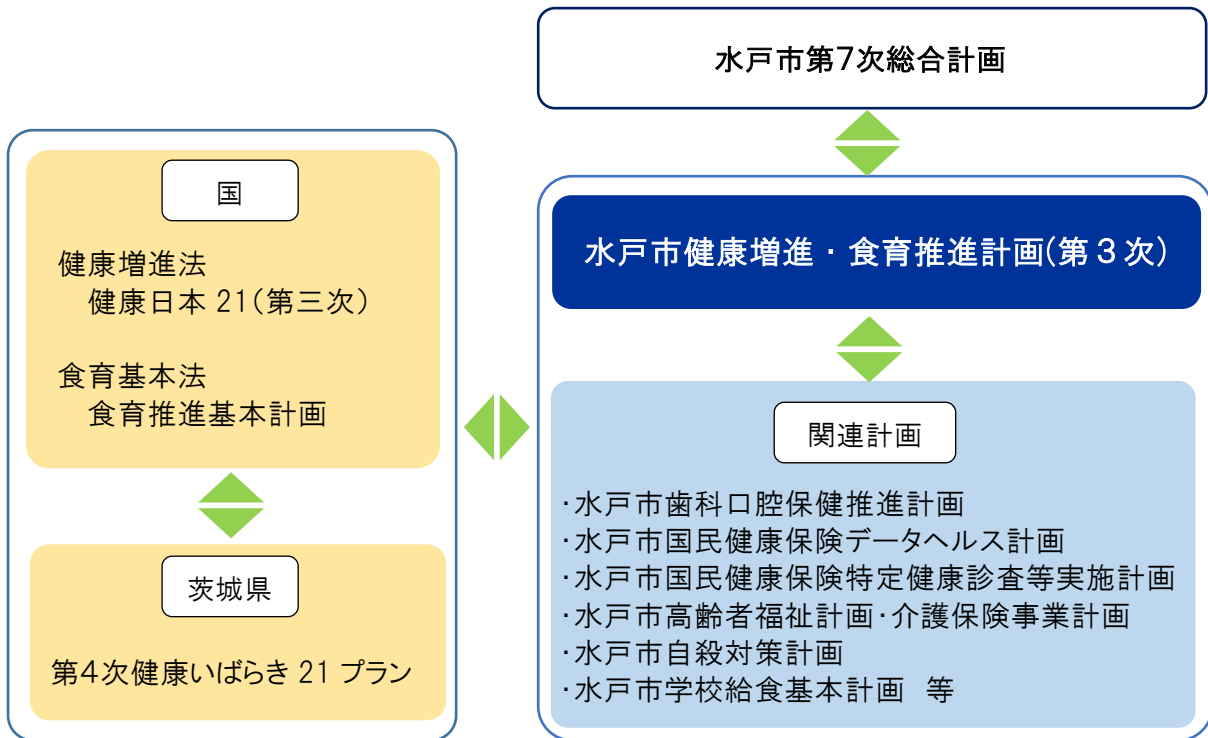 水戸市第7次総合計画
国
健康増進法
健康日本 21(第三次)
食育基本法
食育推進基本計画
茨城県
第4次健康いばらき 21 プラン
水戸市健康増進・食育推進計画(第3次)
関連計画
・水戸市歯科口腔保健推進計画
・水戸市国民健康保険データヘルス計画
・水戸市国民健康保険特定健康診査等実施計画
・水戸市高齢者福祉計画・介護保険事業計画
・水戸市自殺対策計画
・水戸市学校給食基本計画 等